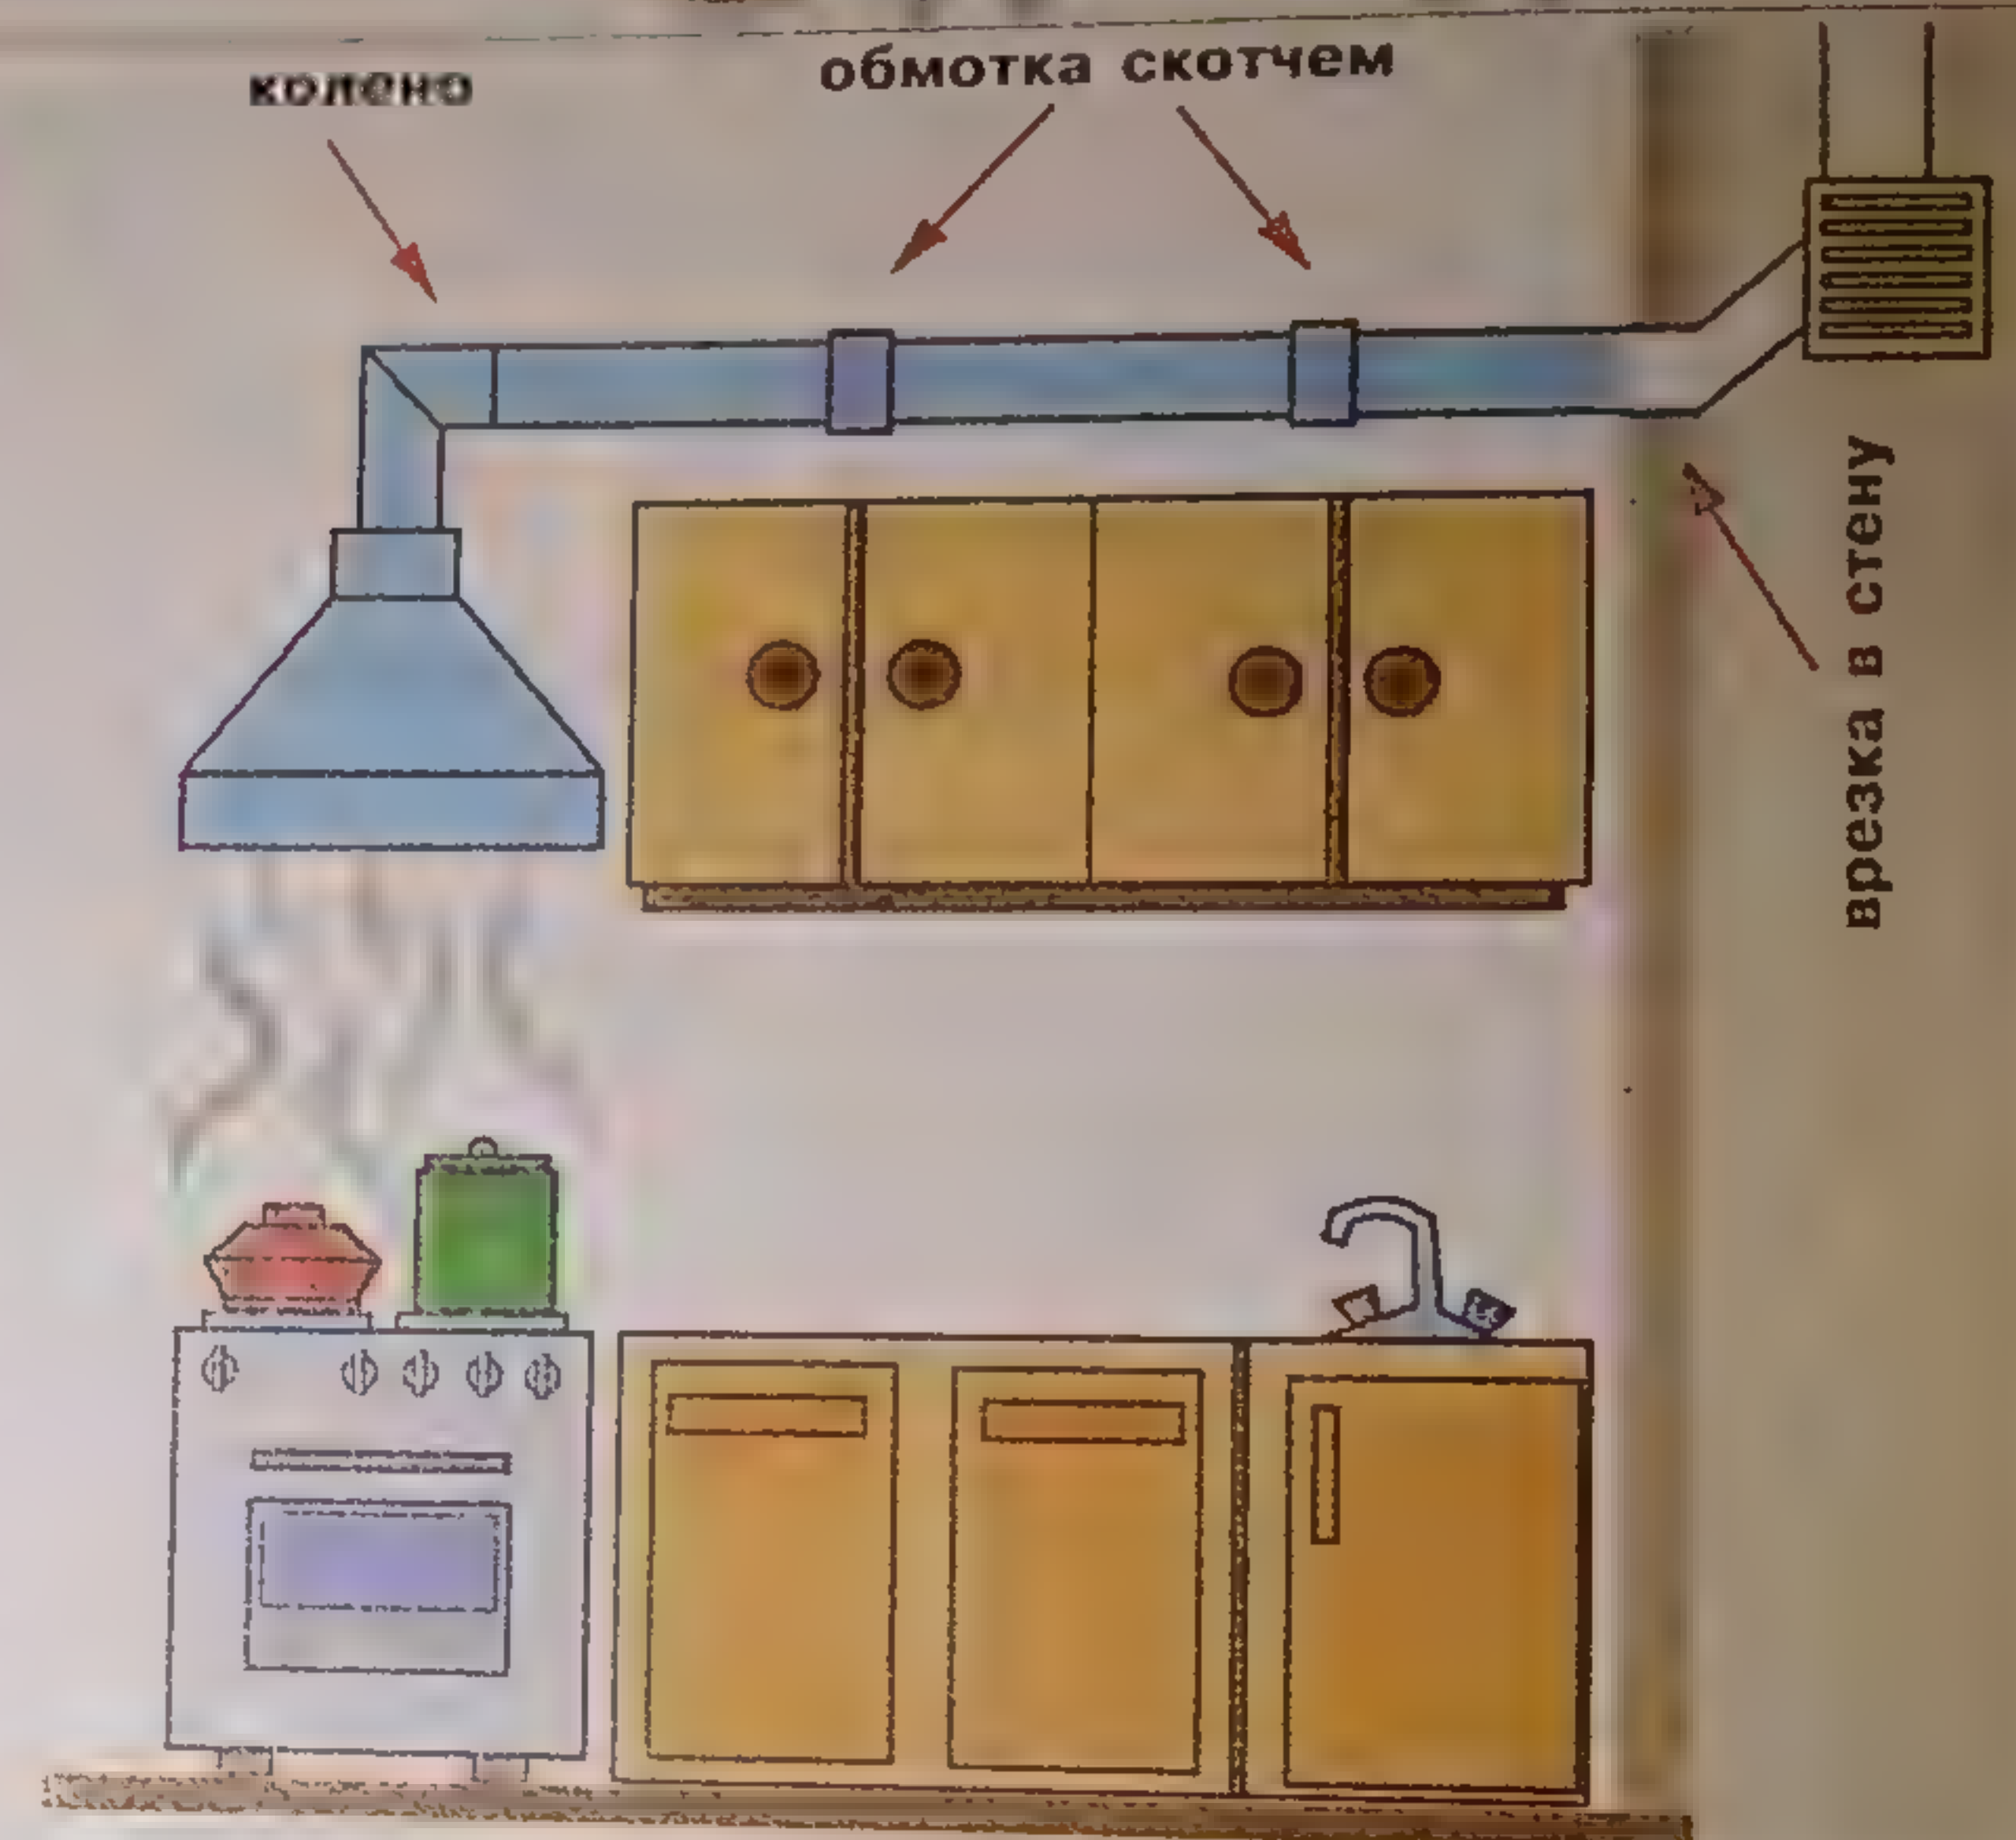 колено
обмотка скотчем
врезка в стену